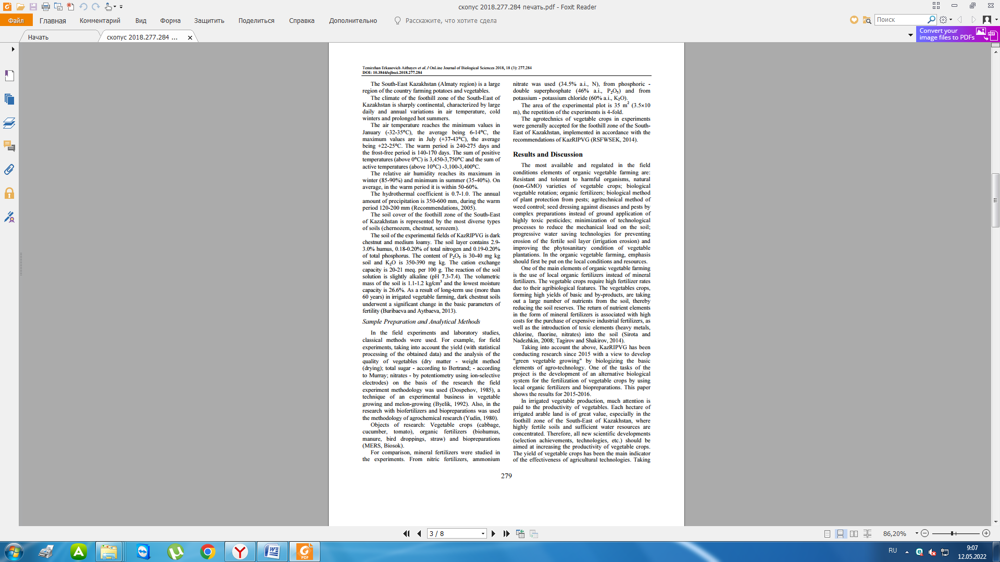 скопус 2018.277.284 печать.pdf - Foxit Reader
Файл
Главная
Комментарий
Вид
Форма
Защитить
Поделиться
Справка
Дополнительно
Расскажите, что хотите сдела
Поиск
Начать
скопус 2018.277.284 ...
Convert your
image files to PDFs
Temirzhan Erkasovich Aitbayev et al. / OnLine Journal of Biological Sciences 2018, 18 (3): 277.284
DOI: 10.3844/ojbsci.2018.277.284
The South-East Kazakhstan (Almaty region) is a large
region of the country farming potatoes and vegetables.
The climate of the foothill zone of the South-East of
Kazakhstan is sharply continental, characterized by large
daily and annual variations in air temperature, cold
winters and prolonged hot summers.
The air temperature reaches the minimum values in
January (-32-35°C), the average being 6-14°C, the
maximum values are in July (+37-43°C), the average
being +22-25°C. The warm period is 240-275 days and
the frost-free period is 140-170 days. The sum of positive
temperatures (above 0°C) is 3,450-3,750°C and the sum of
active temperatures (above 10°C) -3,100-3,400°C.
The relative air humidity reaches its maximum in
winter (85-90%) and minimum in summer (35-40%). On
average, in the warm period it is within 50-60%.
The hydrothermal coefficient is 0.7-1.0. The annual
amount of precipitation is 350-600 mm, during the warm
period 120-200 mm (Recommendations, 2005).
The soil cover of the foothill zone of the South-East
of Kazakhstan is represented by the most diverse types
of soils (chernozem, chestnut, serozem).
The soil of the experimental fields of KazRIPVG is dark
chestnut and medium loamy. The soil layer contains 2.9-
3.0% humus, 0.18-0.20% of total nitrogen and 0.19-0.20%
of total phosphorus. The content of P₂O₅ is 30-40 mg kg
soil and K₂O is 350-390 mg kg. The cation exchange
capacity is 20-21 meq. per 100 g. The reaction of the soil
solution is slightly alkaline (pH 7.3-7.4). The volumetric
mass of the soil is 1.1-1.2 kg/cm³ and the lowest moisture
capacity is 26.6%. As a result of long-term use (more than
60 years) in irrigated vegetable farming, dark chestnut soils
underwent a significant change in the basic parameters of
fertility (Buribaeva and Aytbaeva, 2013).
Sample Preparation and Analytical Methods
In the field experiments and laboratory studies,
classical methods were used. For example, for field
experiments, taking into account the yield (with statistical
processing of the obtained data) and the analysis of the
quality of vegetables (dry matter - weight method
(drying); total sugar - according to Bertrand; - according
to Murray; nitrates - by potentiometry using ion-selective
electrodes) on the basis of the research the field
experiment methodology was used (Dospehov, 1985), a
technique of an experimental business in vegetable
growing and melon-growing (Byelik, 1992). Also, in the
research with biofertilizers and biopreparations was used
the methodology of agrochemical research (Yudin, 1980).
Objects of research: Vegetable crops (cabbage,
cucumber, tomato), organic fertilizers (biohumus,
manure, bird droppings, straw) and biopreparations
(MERS, Biosok).
For comparison, mineral fertilizers were studied in
the experiments. From nitric fertilizers, ammonium
nitrate was used (34.5% a.i., N), from phosphoric -
double superphosphate (46% a.i., P₂O₅) and from
potassium - potassium chloride (60% a.i., K₂O).
The area of the experimental plot is 35 m² (3.5×10
m), the repetition of the experiments is 4-fold.
The agrotechnics of vegetable crops in experiments
were generally accepted for the foothill zone of the South-
East of Kazakhstan, implemented in accordance with the
recommendations of KazRIPVG (RSFWSEK, 2014).
Results and Discussion
The most available and regulated in the field
conditions elements of organic vegetable farming are:
Resistant and tolerant to harmful organisms, natural
(non-GMO) varieties of vegetable crops; biological
vegetable rotation; organic fertilizers; biological method
of plant protection from pests; agritechnical method of
weed control; seed dressing against diseases and pests by
complex preparations instead of ground application of
highly toxic pesticides; minimization of technological
processes to reduce the mechanical load on the soil;
progressive water saving technologies for preventing
erosion of the fertile soil layer (irrigation erosion) and
improving the phytosanitary condition of vegetable
plantations. In the organic vegetable farming, emphasis
should first be put on the local conditions and resources.
One of the main elements of organic vegetable farming
is the use of local organic fertilizers instead of mineral
fertilizers. The vegetable crops require high fertilizer rates
due to their agribiological features. The vegetables crops,
forming high yields of basic and by-products, are taking
out a large number of nutrients from the soil, thereby
reducing the soil reserves. The return of nutrient elements
in the form of mineral fertilizers is associated with high
costs for the purchase of expensive industrial fertilizers, as
well as the introduction of toxic elements (heavy metals,
chlorine, fluorine, nitrates) into the soil (Sirota and
Nadezhkin, 2008; Tagirov and Shakirov, 2014).
Taking into account the above, KazRIPVG has been
conducting research since 2015 with a view to develop
"green vegetable growing" by biologizing the basic
elements of agro-technology. One of the tasks of the
project is the development of an alternative biological
system for the fertilization of vegetable crops by using
local organic fertilizers and biopreparations. This paper
shows the results for 2015-2016.
In irrigated vegetable production, much attention is
paid to the productivity of vegetables. Each hectare of
irrigated arable land is of great value, especially in the
foothill zone of the South-East of Kazakhstan, where
highly fertile soils and sufficient water resources are
concentrated. Therefore, all new scientific developments
(selection achievements, technologies, etc.) should be
aimed at increasing the productivity of vegetable crops.
The yield of vegetable crops has been the main indicator
of the effectiveness of agricultural technologies. Taking
279
3 / 8
86,20%
RU
9:07
12.05.2022